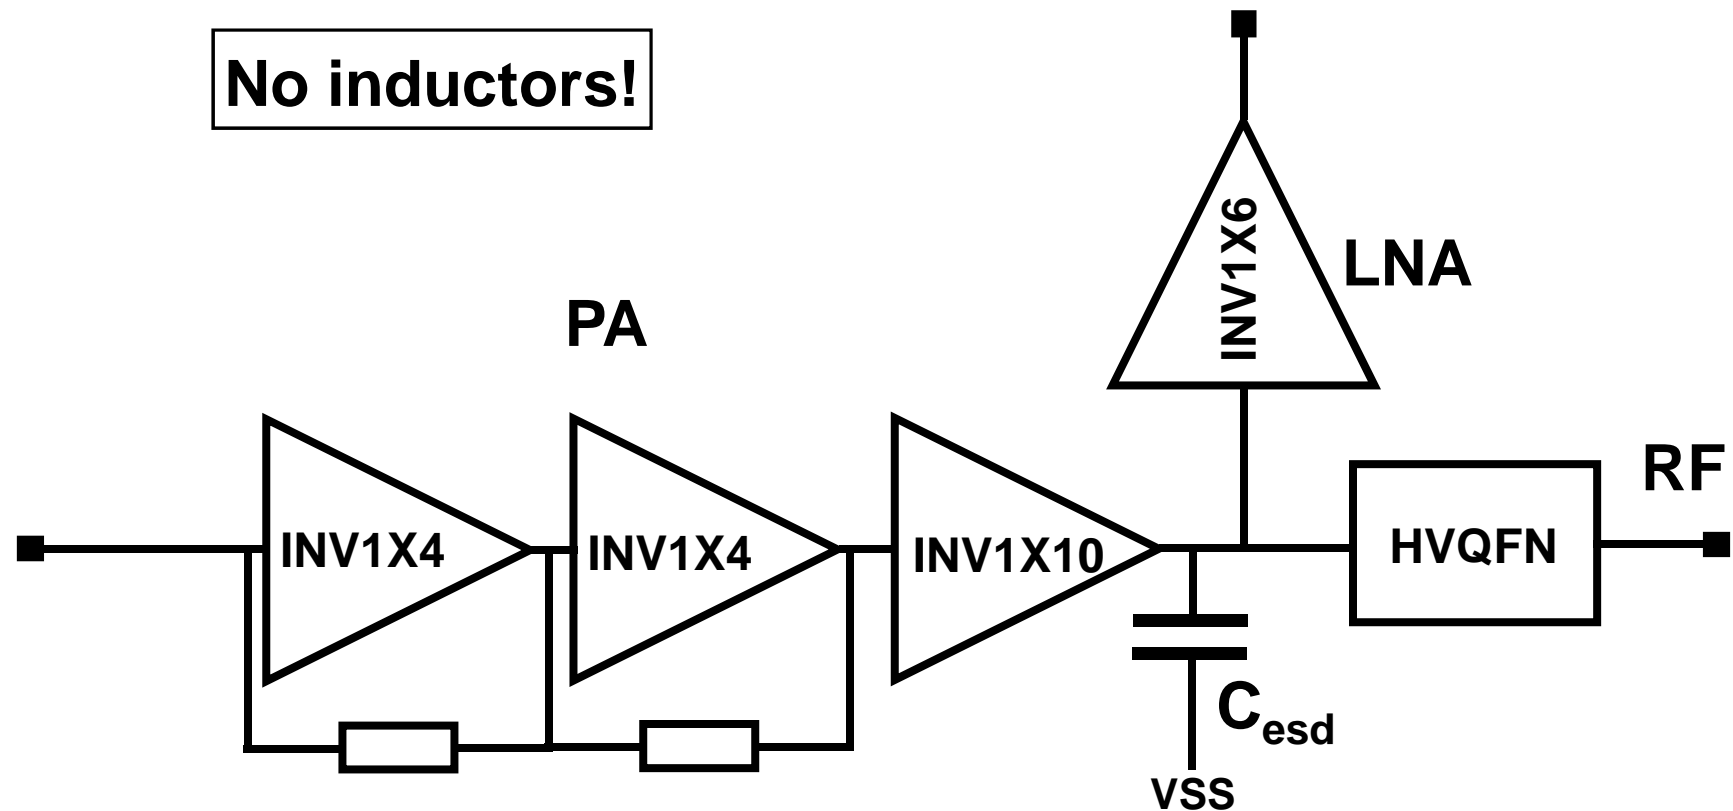 No inductors!
INV1X6
LNA
PA
RF
INV1X4
INV1X4
INV1X10
HVQFN
Cesd
VSS